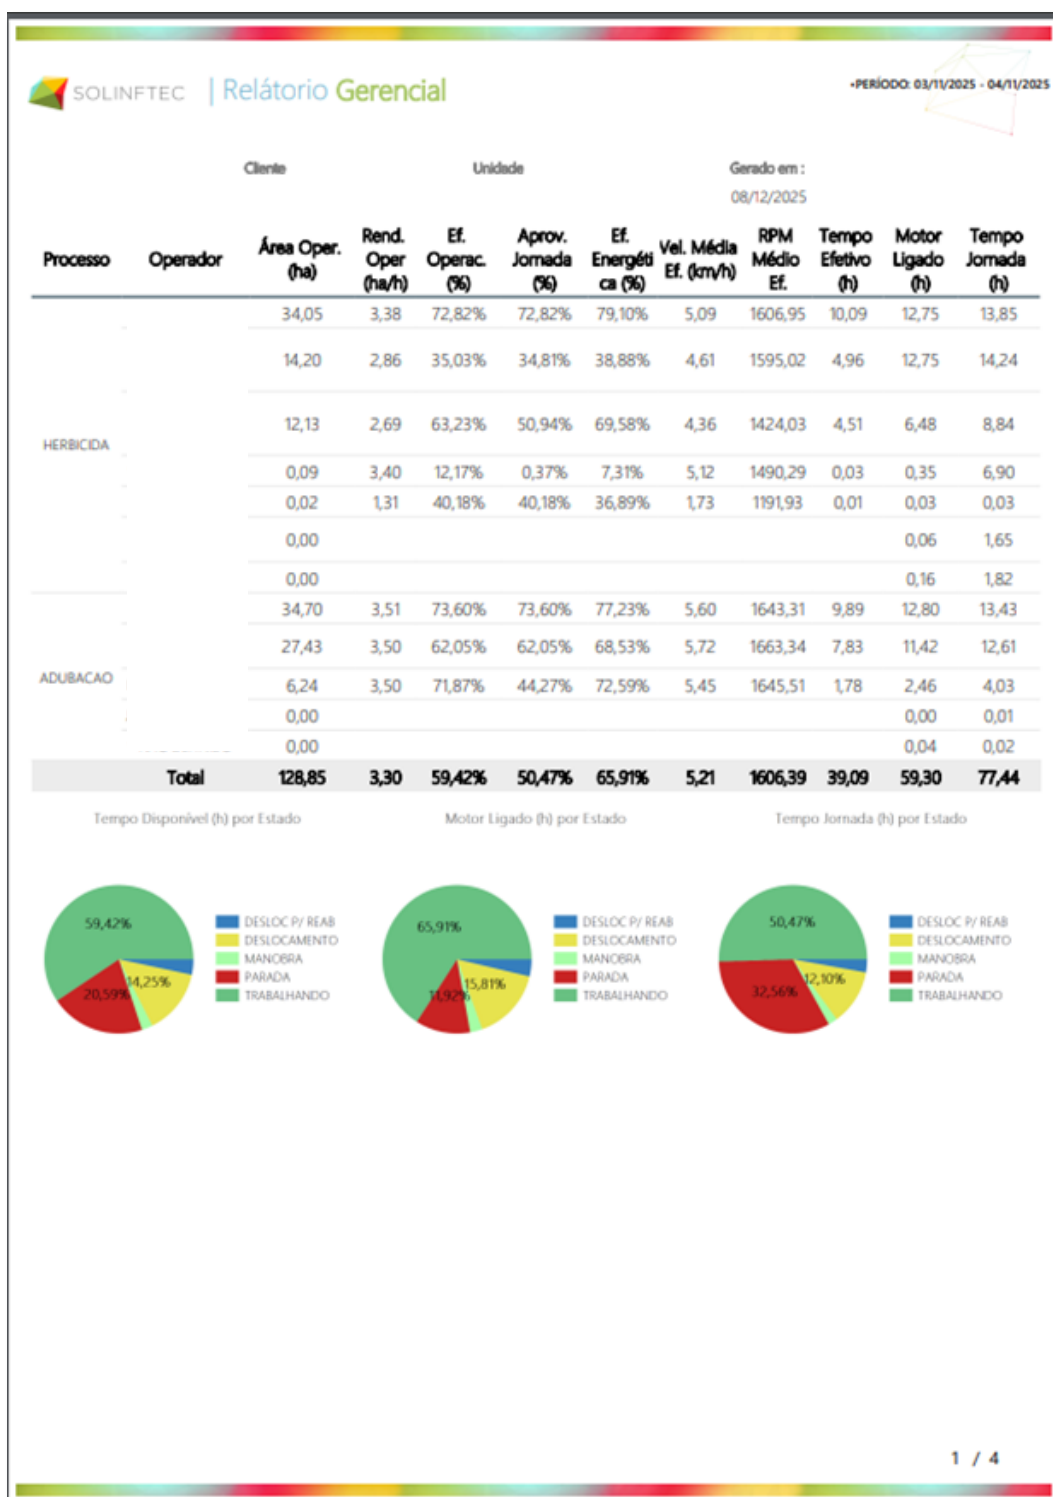 SOLINFTEC | Relátorio Gerencial
•PERÍODO: 03/11/2025 - 04/11/2025
Cliente Unidade Gerado em :
08/12/2025
Processo Operador Área Oper. (ha) Rend. Oper (ha/h) Ef. Operac. (%) Aprov. Jornada (%) Ef. Energéti ca (%) Vel. Média Ef. (km/h) RPM Médio Ef. Tempo Efetivo (h) Motor Ligado (h) Tempo Jornada (h)
34,05 3,38 72,82% 72,82% 79,10% 5,09 1606,95 10,09 12,75 13,85
14,20 2,86 35,03% 34,81% 38,88% 4,61 1595,02 4,96 12,75 14,24
12,13 2,69 63,23% 50,94% 69,58% 4,36 1424,03 4,51 6,48 8,84
HERBICIDA
0,09 3,40 12,17% 0,37% 7,31% 5,12 1490,29 0,03 0,35 6,90
0,02 1,31 40,18% 40,18% 36,89% 1,73 1191,93 0,01 0,03 0,03
0,00 0,06 1,65
0,00 0,16 1,82
34,70 3,51 73,60% 73,60% 77,23% 5,60 1643,31 9,89 12,80 13,43
27,43 3,50 62,05% 62,05% 68,53% 5,72 1663,34 7,83 11,42 12,61
ADUBACAO
6,24 3,50 71,87% 44,27% 72,59% 5,45 1645,51 1,78 2,46 4,03
0,00 0,00 0,01
0,00 0,04 0,02
Total 128,85 3,30 59,42% 50,47% 65,91% 5,21 1606,39 39,09 59,30 77,44
Tempo Disponível (h) por Estado
59,42%
14,25%
20,59%
DESLOC P/ REAB
DESLOCAMENTO
MANOBRA
PARADA
TRABALHANDO
Motor Ligado (h) por Estado
65,91%
15,81%
11,92%
DESLOC P/ REAB
DESLOCAMENTO
MANOBRA
PARADA
TRABALHANDO
Tempo Jornada (h) por Estado
50,47%
12,10%
32,56%
DESLOC P/ REAB
DESLOCAMENTO
MANOBRA
PARADA
TRABALHANDO
1 / 4